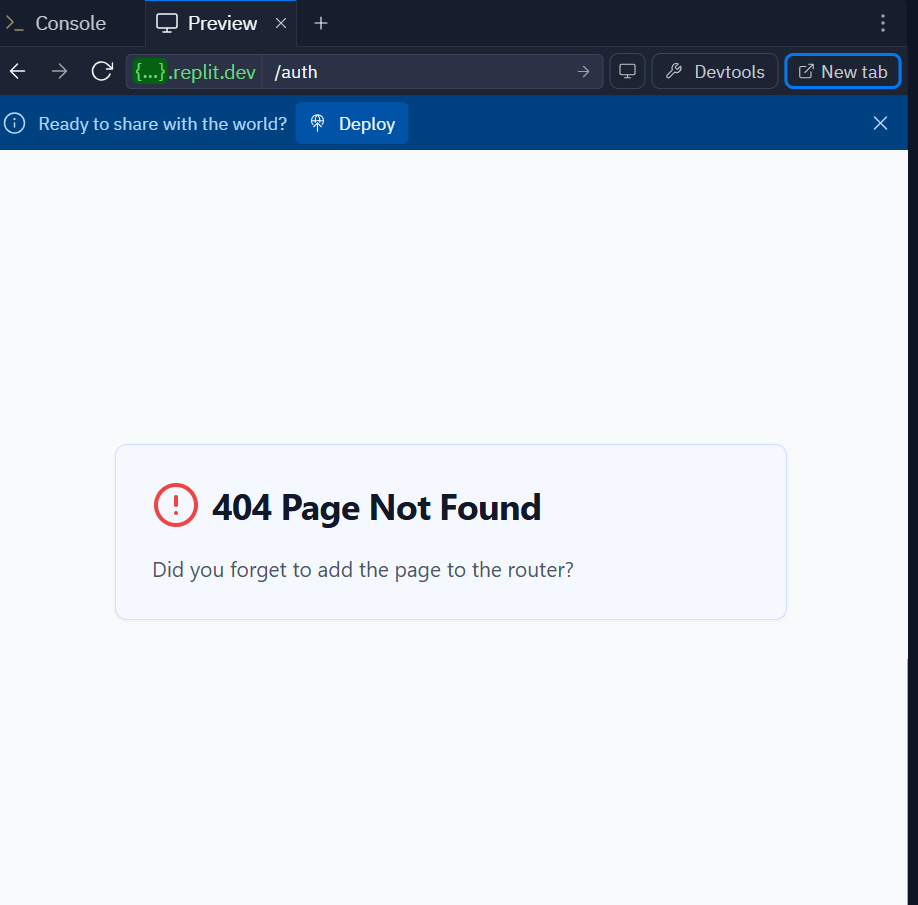 Console
Preview
{...}.replit.dev /auth
Devtools
New tab
Ready to share with the world?
Deploy
404 Page Not Found
Did you forget to add the page to the router?